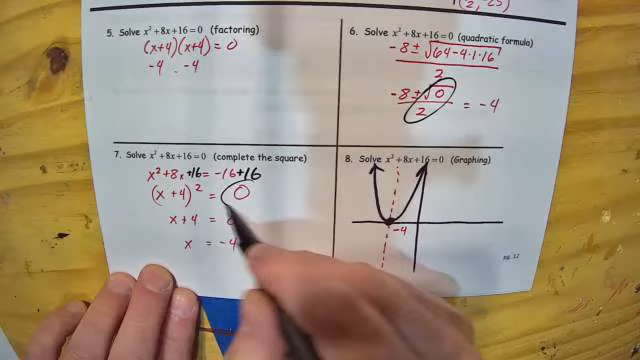 (2, -25)
5. Solve x² + 8x + 16 = 0 (factoring)
(x+4)(x+4) = 0
-4 -4
6. Solve x² + 8x + 16 = 0 (quadratic formula)
-8 ± √64 - 4·1·16
2
-8 ± √0
2
= -4
7. Solve x² + 8x + 16 = 0 (complete the square)
x² + 8x + 16 = -16 + 16
(x + 4)² = 0
x + 4 =
x = -4
8. Solve x² + 8x + 16 = 0 (Graphing)
-4
PG. 12